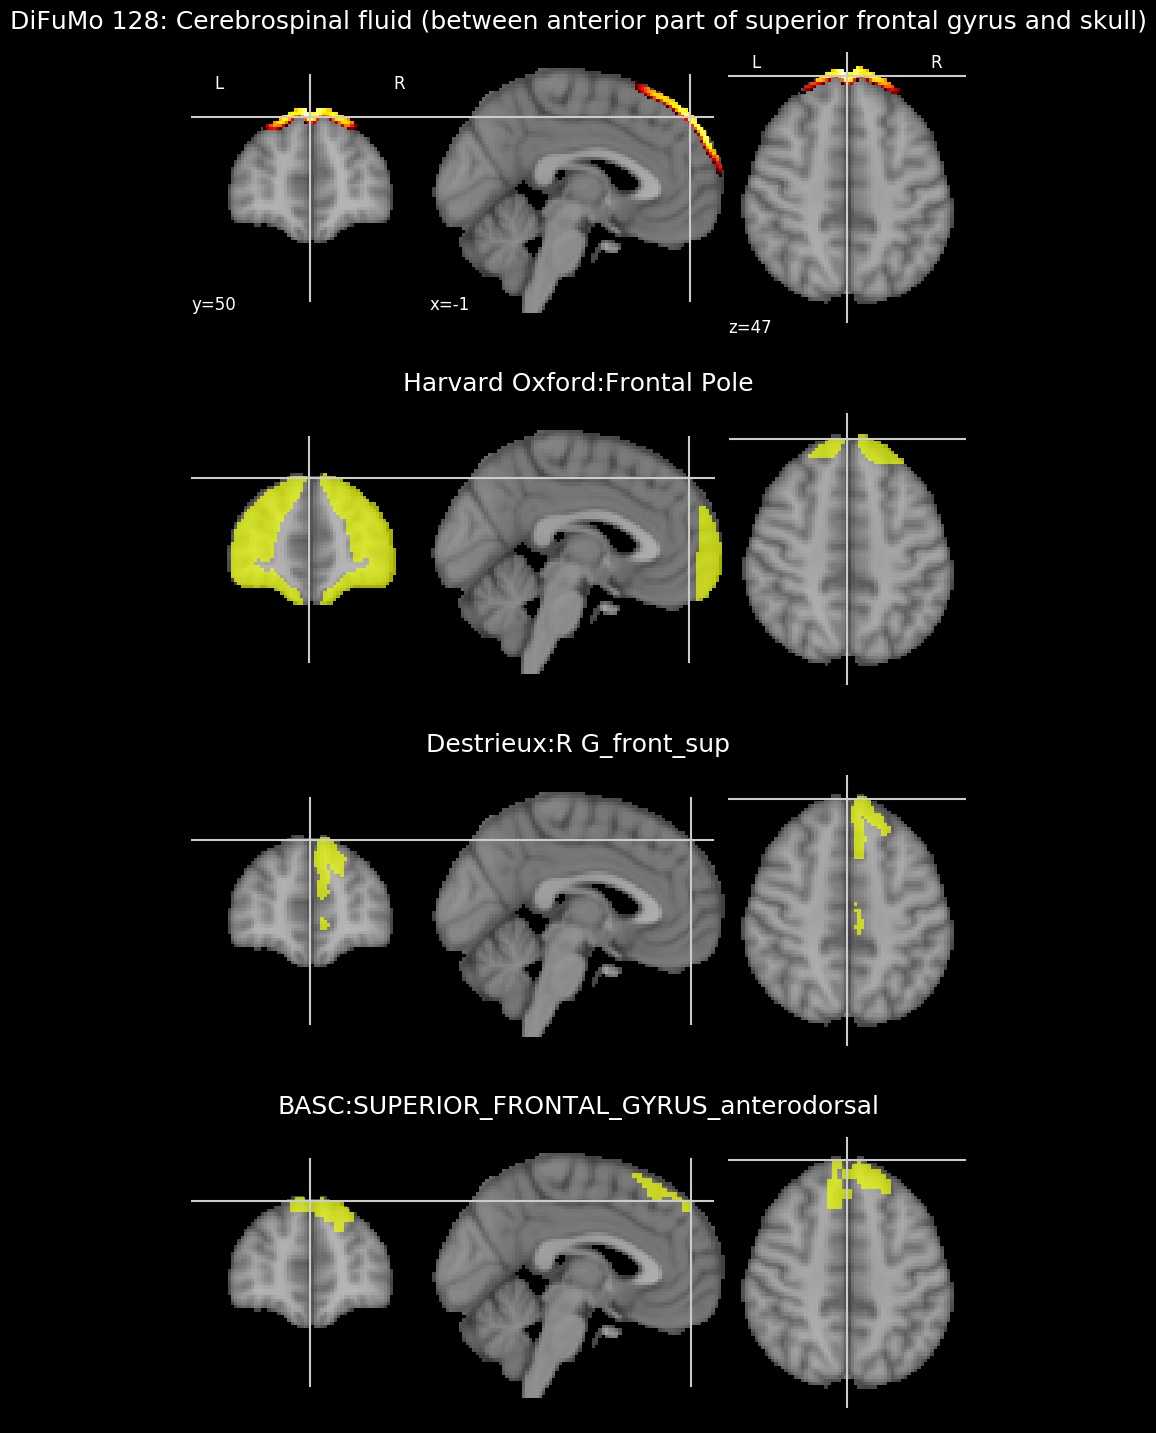 DiFuMo 128: Cerebrospinal fluid (between anterior part of superior frontal gyrus and skull)
L R L R
y=50 x=-1 z=47
Harvard Oxford:Frontal Pole
Destrieux:R G_front_sup
BASC:SUPERIOR_FRONTAL_GYRUS_anterodorsal